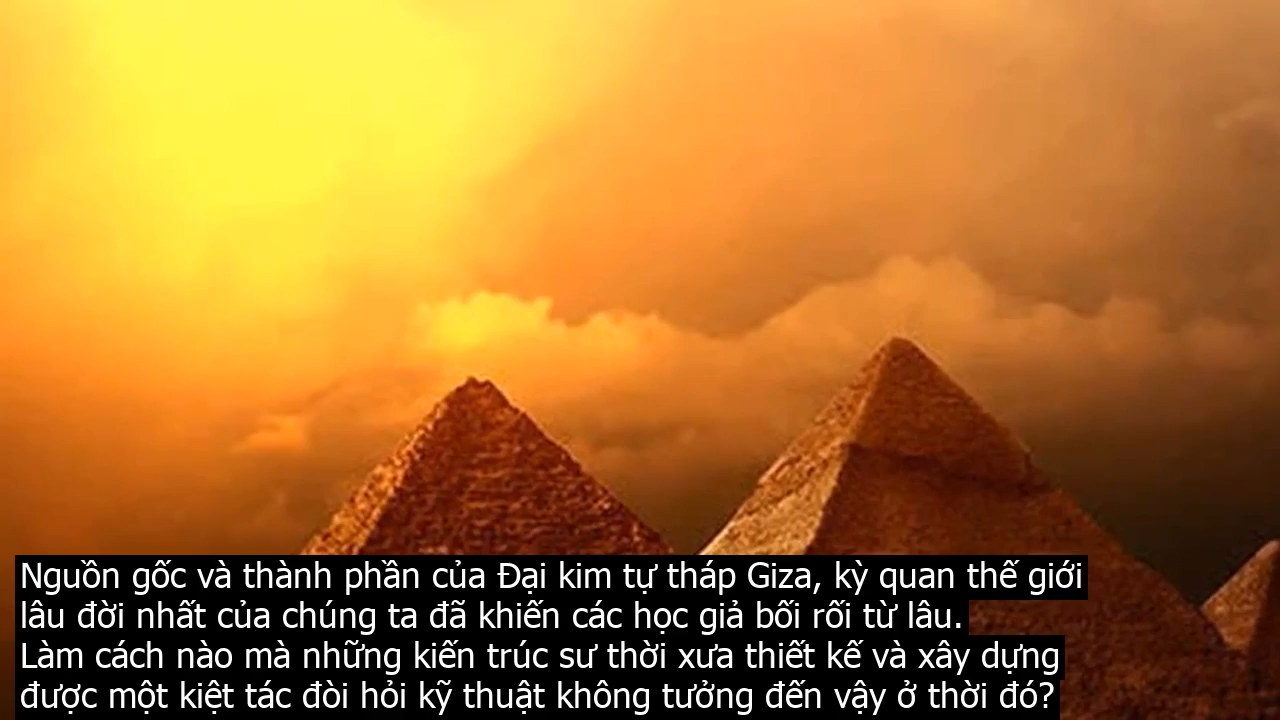 Nguồn gốc và thành phần của Đại kim tự tháp Giza, kỳ quan thế giới
lâu đời nhất của chúng ta đã khiến các học giả bối rối từ lâu.
Làm cách nào mà những kiến trúc sư thời xưa thiết kế và xây dựng
được một kiệt tác đòi hỏi kỹ thuật không tưởng đến vậy ở thời đó?